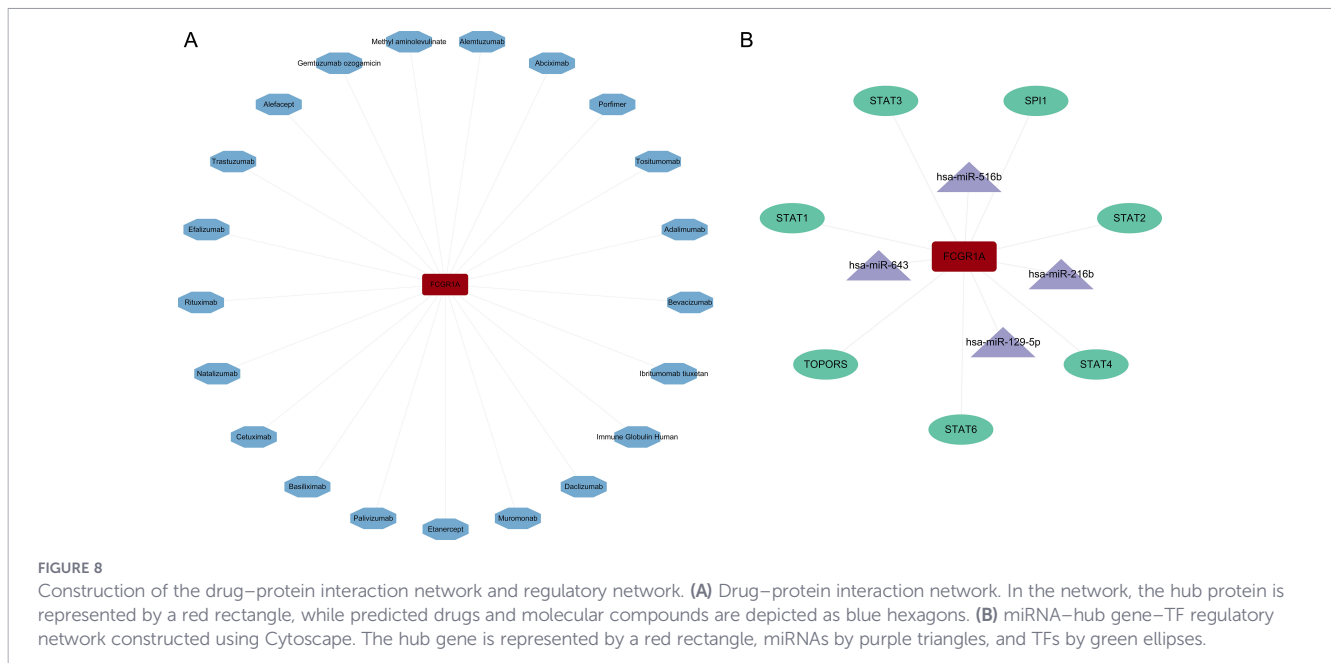 A
Methyl aminolevulinate
Alemtuzumab
Gemtuzumab ozogamicin
Abciximab
Alefacept
Porfimer
Trastuzumab
Tositumomab
Efalizumab
Adalimumab
FCGR1A
Rituximab
Bevacizumab
Natalizumab
Ibritumomab tiuxetan
Cetuximab
Immune Globulin Human
Basiliximab
Daclizumab
Palivizumab
Etanercept
Muromonab
B
STAT3
SPI1
hsa-miR-516b
STAT1
STAT2
FCGR1A
hsa-miR-643
hsa-miR-216b
hsa-miR-129-5p
TOPORS
STAT4
STAT6
FIGURE 8
Construction of the drug–protein interaction network and regulatory network. (A) Drug–protein interaction network. In the network, the hub protein is
represented by a red rectangle, while predicted drugs and molecular compounds are depicted as blue hexagons. (B) miRNA–hub gene–TF regulatory
network constructed using Cytoscape. The hub gene is represented by a red rectangle, miRNAs by purple triangles, and TFs by green ellipses.